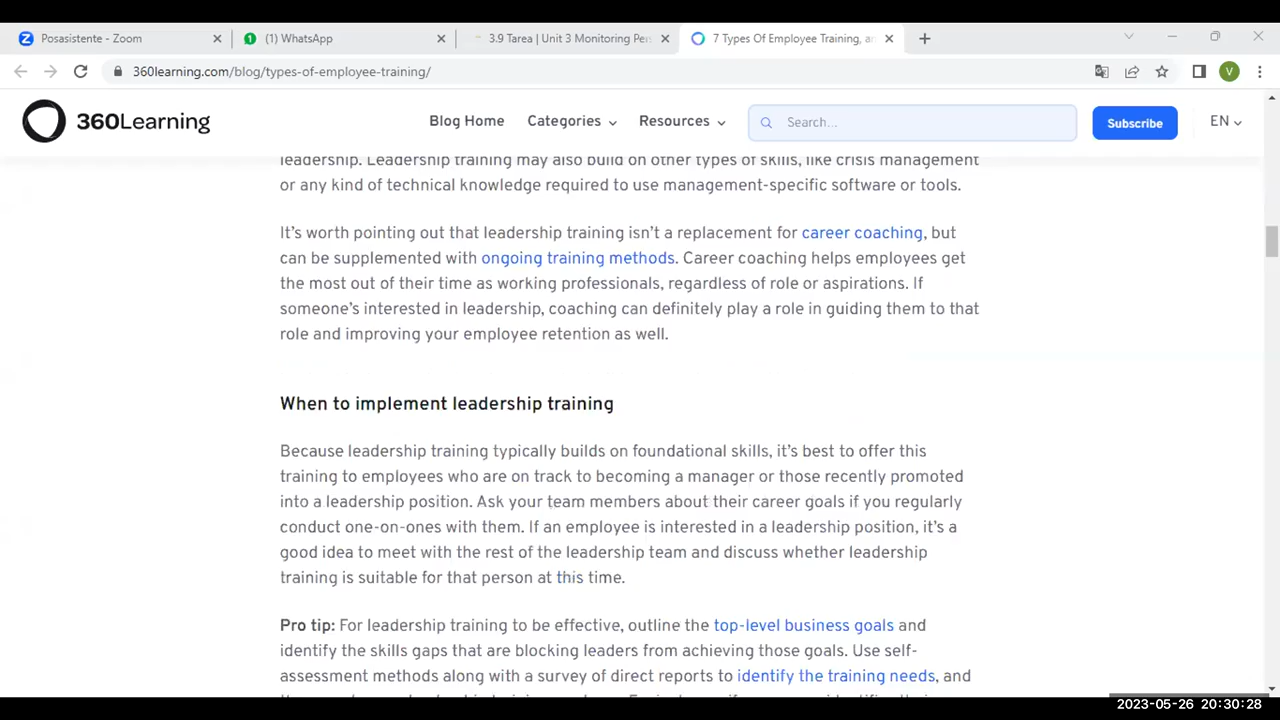 Posasistente - Zoom
(1) WhatsApp
3.9 Tarea | Unit 3 Monitoring Per
7 Types Of Employee Training, an
360learning.com/blog/types-of-employee-training/
V
360Learning
Blog Home
Categories
Resources
Search...
Subscribe
EN
leadership. Leadership training may also build on other types of skills, like crisis management
or any kind of technical knowledge required to use management-specific software or tools.
It's worth pointing out that leadership training isn't a replacement for career coaching, but
can be supplemented with ongoing training methods. Career coaching helps employees get
the most out of their time as working professionals, regardless of role or aspirations. If
someone's interested in leadership, coaching can definitely play a role in guiding them to that
role and improving your employee retention as well.
When to implement leadership training
Because leadership training typically builds on foundational skills, it's best to offer this
training to employees who are on track to becoming a manager or those recently promoted
into a leadership position. Ask your team members about their career goals if you regularly
conduct one-on-ones with them. If an employee is interested in a leadership position, it's a
good idea to meet with the rest of the leadership team and discuss whether leadership
training is suitable for that person at this time.
Pro tip: For leadership training to be effective, outline the top-level business goals and
identify the skills gaps that are blocking leaders from achieving those goals. Use self-
assessment methods along with a survey of direct reports to identify the training needs, and
2023-05-26 20:30:28